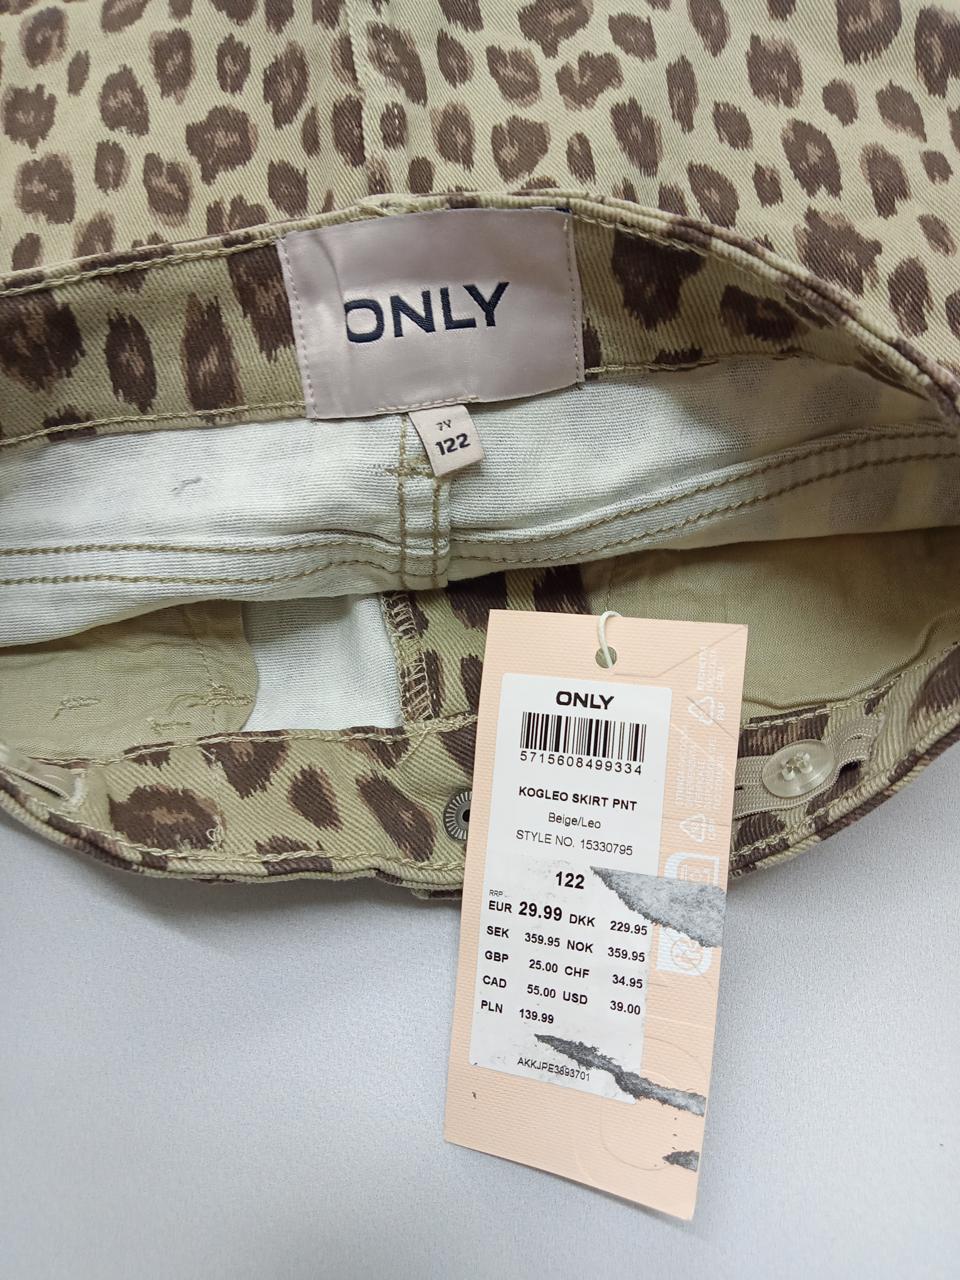 ONLY
7Y
122
ONLY
5715608499334
KOGLEO SKIRT PNT
Beige/Leo
STYLE NO. 15330795
122
RRP
EUR 29.99 DKK 229.95
SEK 359.95 NOK 359.95
GBP 25.00 CHF 34.95
CAD 55.00 USD 39.00
PLN 139.99
AKKJPE3893701